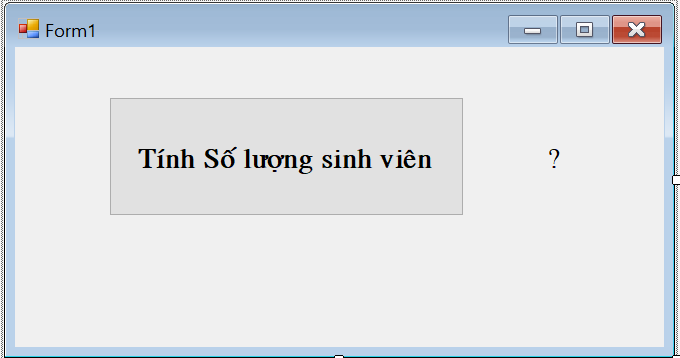 Form1
Tính Số lượng sinh viên
?